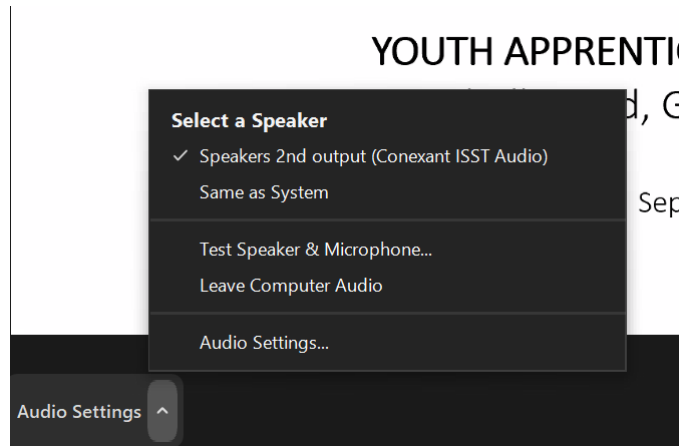 YOUTH APPRENTI
Select a Speaker
Speakers 2nd output (Conexant ISST Audio)
Same as System
Sep
Test Speaker & Microphone...
Leave Computer Audio
Audio Settings...
Audio Settings